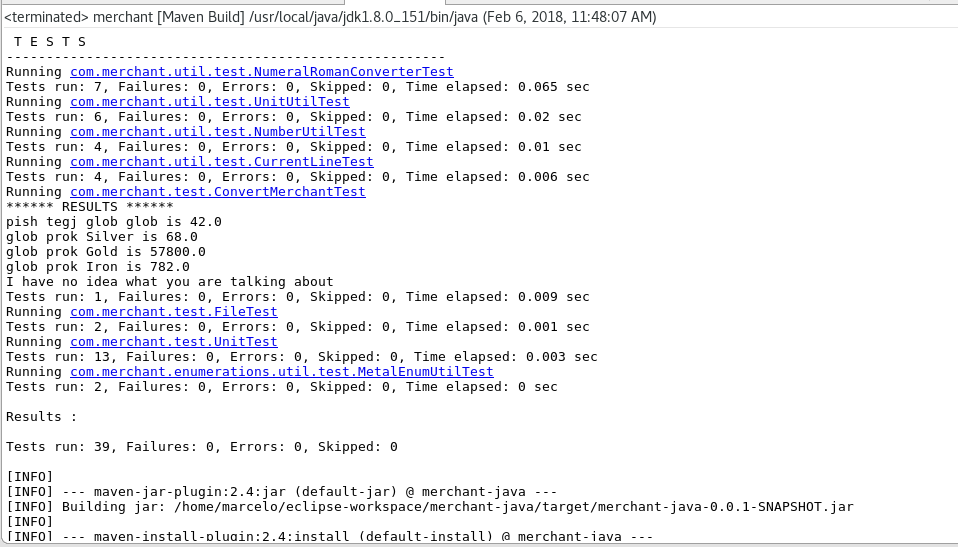 <terminated> merchant [Maven Build] /usr/local/java/jdk1.8.0_151/bin/java (Feb 6, 2018, 11:48:07 AM)
T E S T S
-------------------------------------------------------
Running com.merchant.util.test.NumeralRomanConverterTest
Tests run: 7, Failures: 0, Errors: 0, Skipped: 0, Time elapsed: 0.065 sec
Running com.merchant.util.test.UnitUtilTest
Tests run: 6, Failures: 0, Errors: 0, Skipped: 0, Time elapsed: 0.02 sec
Running com.merchant.util.test.NumberUtilTest
Tests run: 4, Failures: 0, Errors: 0, Skipped: 0, Time elapsed: 0.01 sec
Running com.merchant.util.test.CurrentLineTest
Tests run: 4, Failures: 0, Errors: 0, Skipped: 0, Time elapsed: 0.006 sec
Running com.merchant.test.ConvertMerchantTest
****** RESULTS ******
pish tegj glob glob is 42.0
glob prok Silver is 68.0
glob prok Gold is 57800.0
glob prok Iron is 782.0
I have no idea what you are talking about
Tests run: 1, Failures: 0, Errors: 0, Skipped: 0, Time elapsed: 0.009 sec
Running com.merchant.test.FileTest
Tests run: 2, Failures: 0, Errors: 0, Skipped: 0, Time elapsed: 0.001 sec
Running com.merchant.test.UnitTest
Tests run: 13, Failures: 0, Errors: 0, Skipped: 0, Time elapsed: 0.003 sec
Running com.merchant.enumerations.util.test.MetalEnumUtilTest
Tests run: 2, Failures: 0, Errors: 0, Skipped: 0, Time elapsed: 0 sec
Results :
Tests run: 39, Failures: 0, Errors: 0, Skipped: 0
[INFO]
[INFO] --- maven-jar-plugin:2.4:jar (default-jar) @ merchant-java ---
[INFO] Building jar: /home/marcelo/eclipse-workspace/merchant-java/target/merchant-java-0.0.1-SNAPSHOT.jar
[INFO]
[INFO] --- maven-install-plugin:2.4:install (default-install) @ merchant-java ---